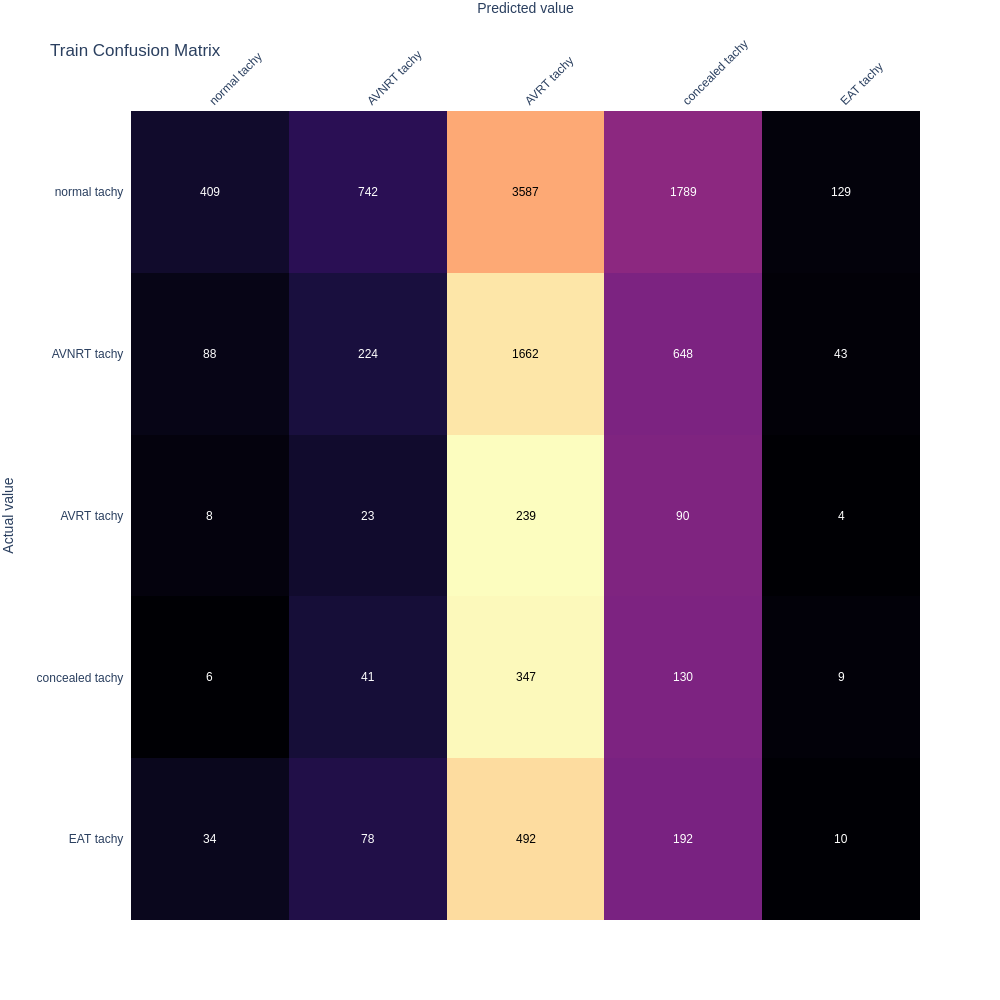 Predicted value
Train Confusion Matrix
normal tachy AVNRT tachy AVRT tachy concealed tachy EAT tachy
normal tachy 409 742 3587 1789 129
AVNRT tachy 88 224 1662 648 43
Actual value
AVRT tachy 8 23 239 90 4
concealed tachy 6 41 347 130 9
EAT tachy 34 78 492 192 10